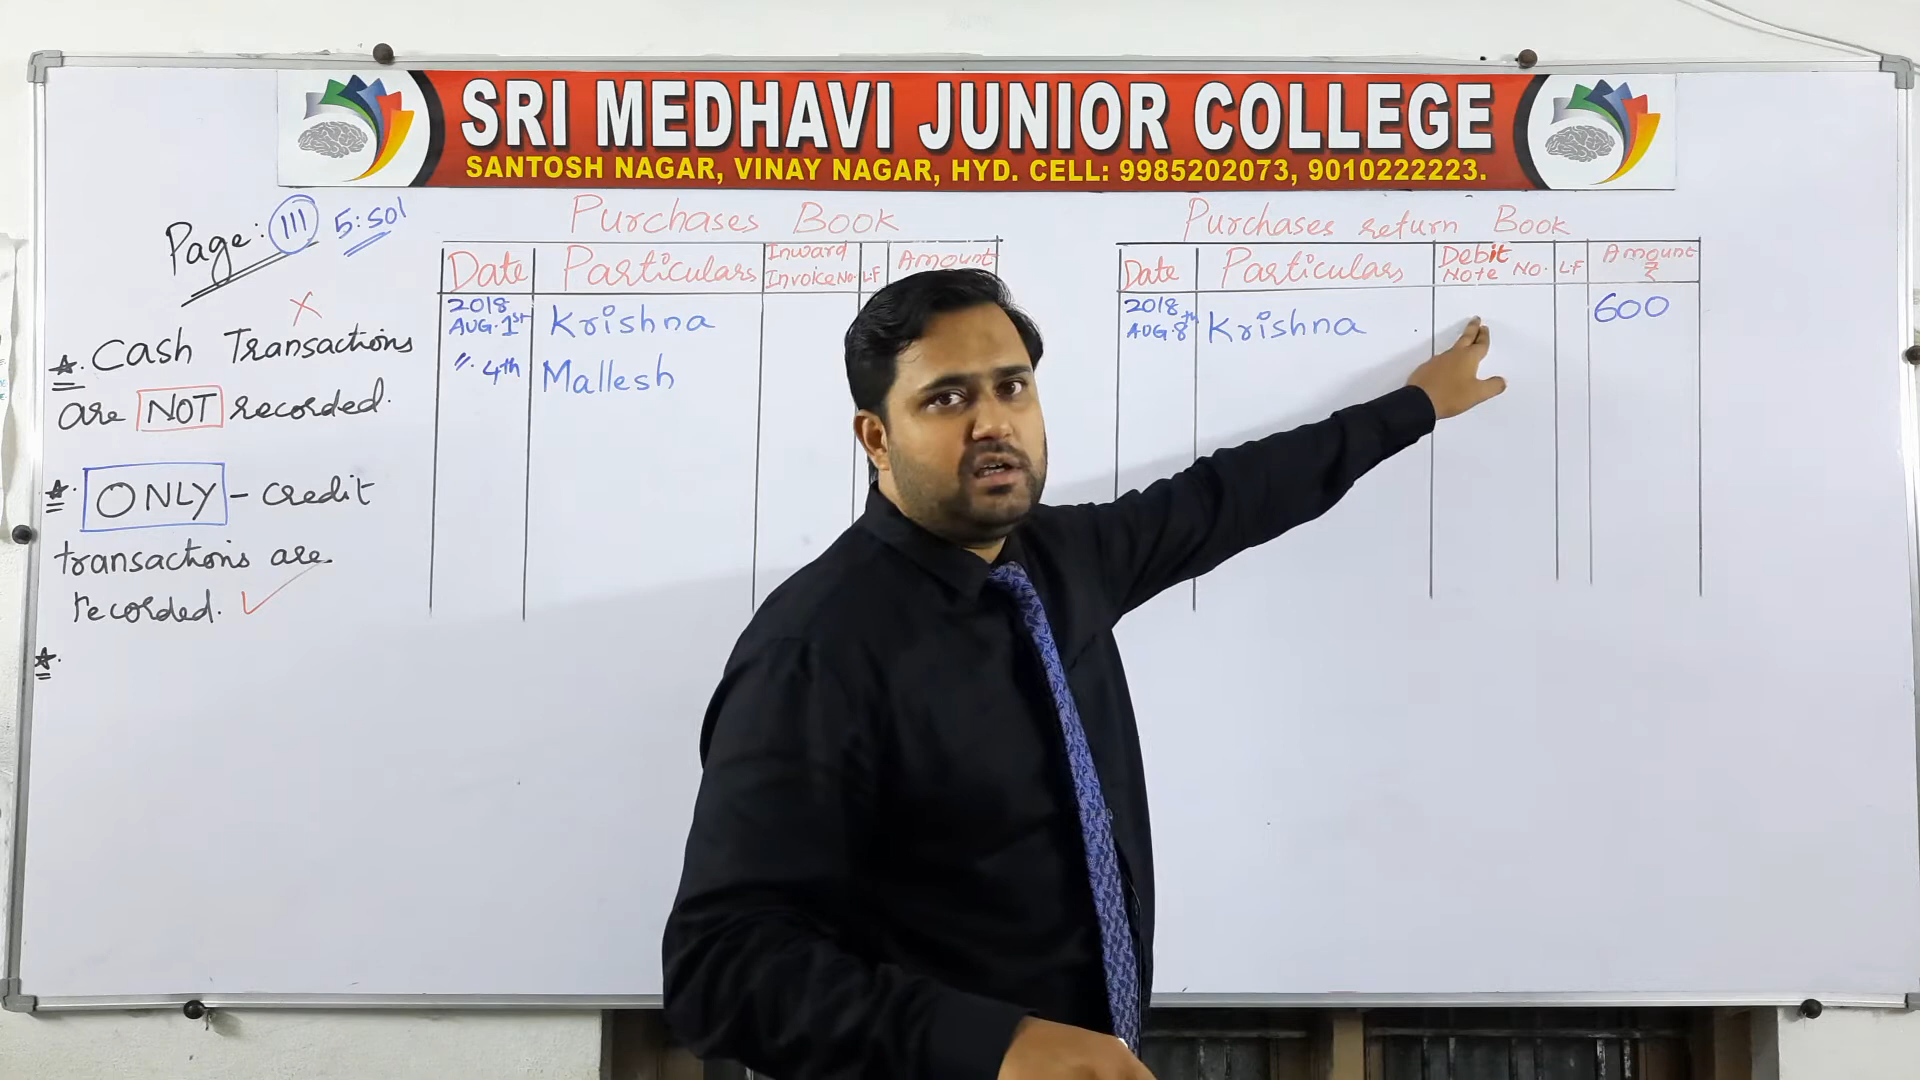 SRI MEDHAVI JUNIOR COLLEGE
SANTOSH NAGAR, VINAY NAGAR, HYD. CELL: 9985202073, 9010222223.
Page: 111 5:sol
X
★. Cash Transactions
are NOT recorded.
★. ONLY - credit
transactions are
recorded. ✓
★.
Purchases Book
Date Particulars Inward Invoice No. L.F Amount
2018
AUG. 1st Krishna
〃. 4th Mallesh
Purchases return Book
Date Particulars Debit Note No. L.F Amount ₹
2018
AUG. 8th Krishna 600